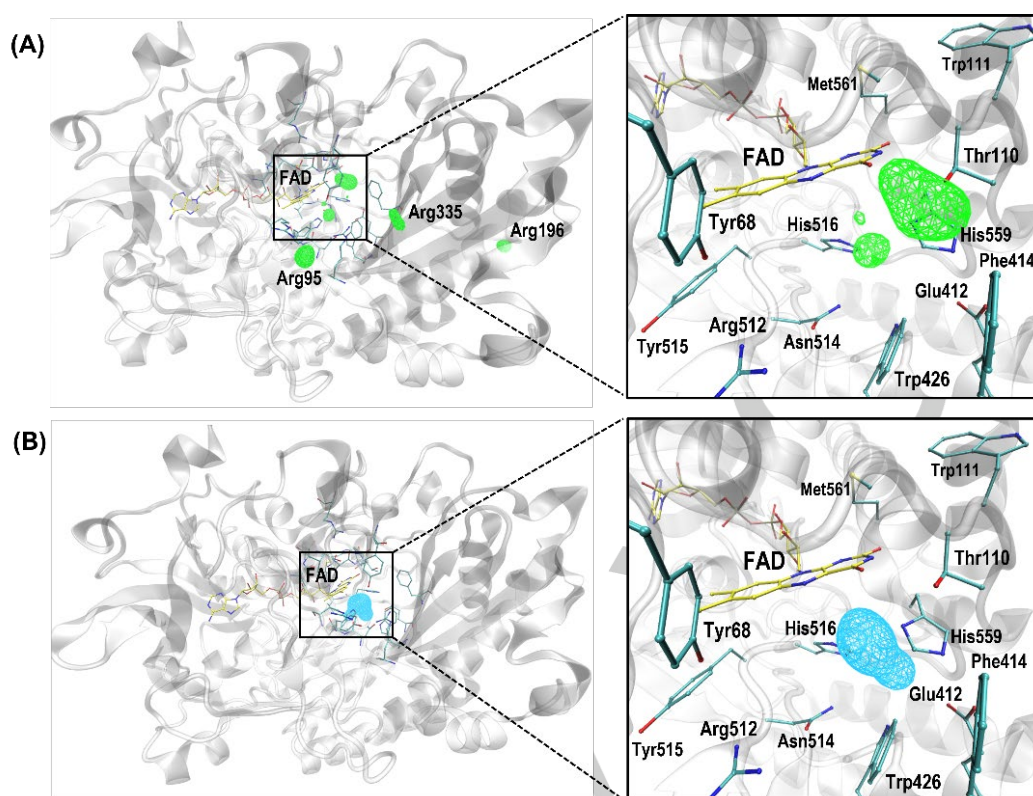 (A)
FAD
Arg335
Arg196
Arg95
Trp111
Met561
FAD
Thr110
Tyr68
His516
His559
Phe414
Glu412
Arg512
Asn514
Tyr515
Trp426
(B)
FAD
Trp111
Met561
FAD
Thr110
Tyr68
His516
His559
Phe414
Glu412
Arg512
Asn514
Tyr515
Trp426